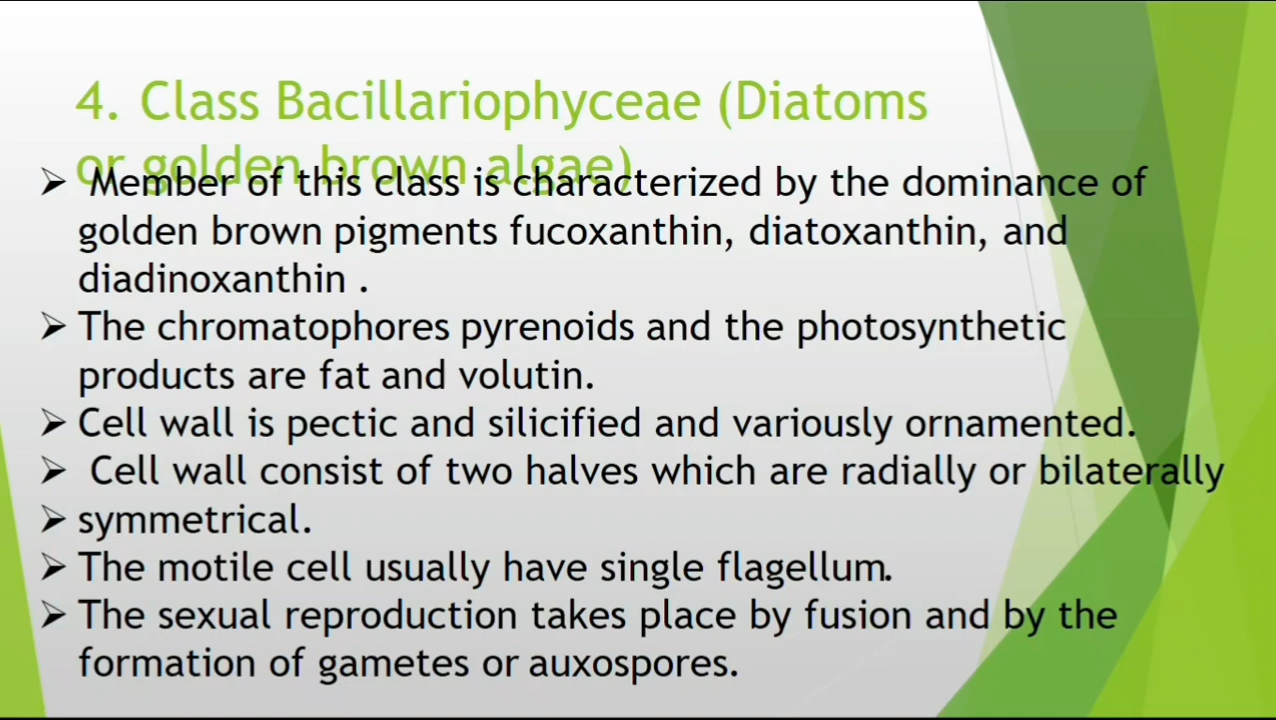 4. Class Bacillariophyceae (Diatoms
or golden brown algae)
➢ Member of this class is characterized by the dominance of
golden brown pigments fucoxanthin, diatoxanthin, and
diadinoxanthin .
➢ The chromatophores pyrenoids and the photosynthetic
products are fat and volutin.
➢ Cell wall is pectic and silicified and variously ornamented.
➢ Cell wall consist of two halves which are radially or bilaterally
➢ symmetrical.
➢ The motile cell usually have single flagellum.
➢ The sexual reproduction takes place by fusion and by the
formation of gametes or auxospores.